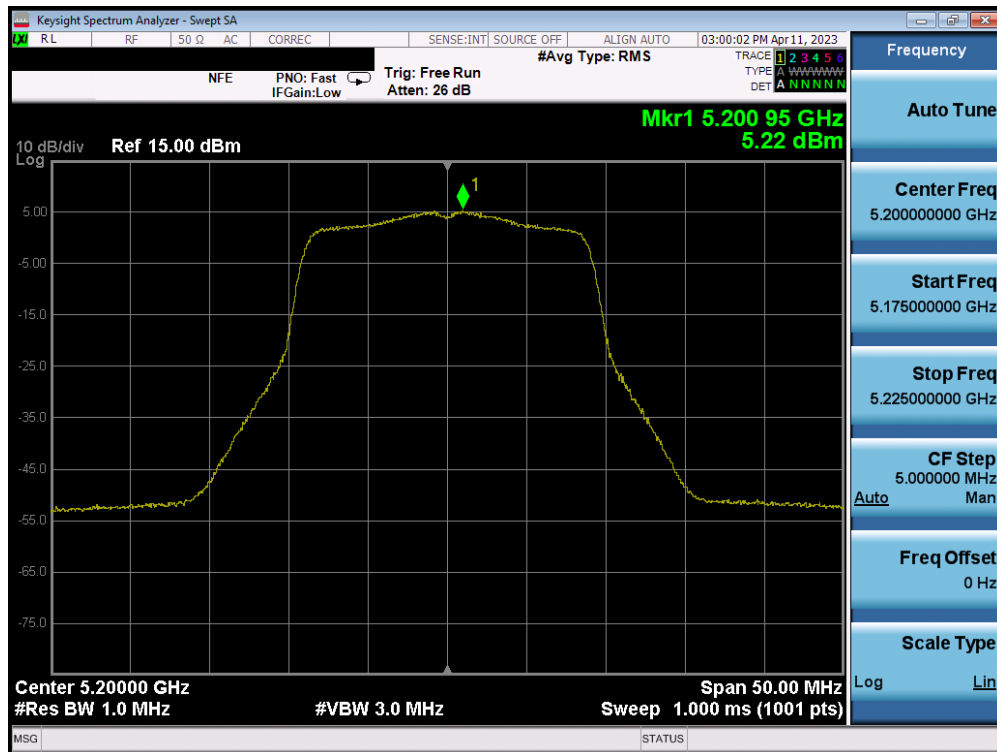 Keysight Spectrum Analyzer - Swept SA
LXI RL RF 50 Ω AC CORREC SENSE:INT SOURCE OFF ALIGN AUTO 03:00:02 PM Apr 11, 2023
#Avg Type: RMS
TRACE 1 2 3 4 5 6
TYPE A WWWWW
DET A N N N N N
NFE PNO: Fast Trig: Free Run
IFGain:Low Atten: 26 dB
Mkr1 5.200 95 GHz
5.22 dBm
10 dB/div Ref 15.00 dBm
Log
1
5.00
-5.00
-15.0
-25.0
-35.0
-45.0
-55.0
-65.0
-75.0
Center 5.20000 GHz Span 50.00 MHz
#Res BW 1.0 MHz #VBW 3.0 MHz Sweep 1.000 ms (1001 pts)
MSG STATUS
Frequency
Auto Tune
Center Freq
5.200000000 GHz
Start Freq
5.175000000 GHz
Stop Freq
5.225000000 GHz
CF Step
5.000000 MHz
Auto Man
Freq Offset
0 Hz
Scale Type
Log Lin